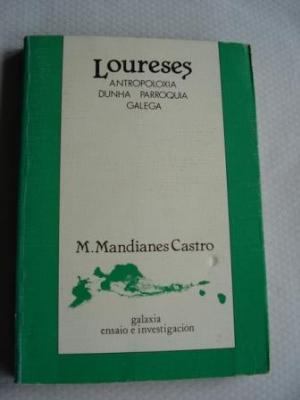 Loureses
ANTROPOLOXIA
DUNHA PARROQUIA
GALEGA
M. Mandianes Castro
galaxia
ensaio e investigación